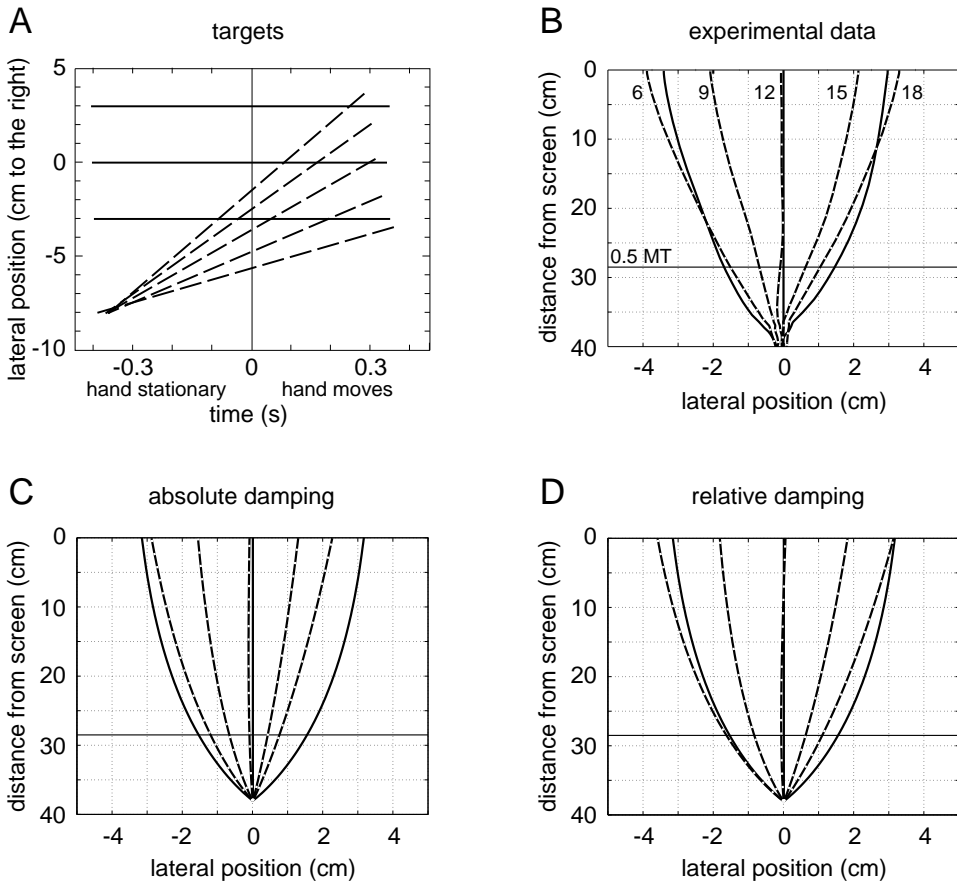 A
targets
lateral position (cm to the right)
5
0
-5
-10
-0.3
0
0.3
hand stationary
hand moves
time (s)
B
experimental data
distance from screen (cm)
0
10
20
30
40
6
9
12
15
18
0.5 MT
-4
-2
0
2
4
lateral position (cm)
C
absolute damping
distance from screen (cm)
0
10
20
30
40
-4
-2
0
2
4
lateral position (cm)
D
relative damping
distance from screen (cm)
0
10
20
30
40
-4
-2
0
2
4
lateral position (cm)